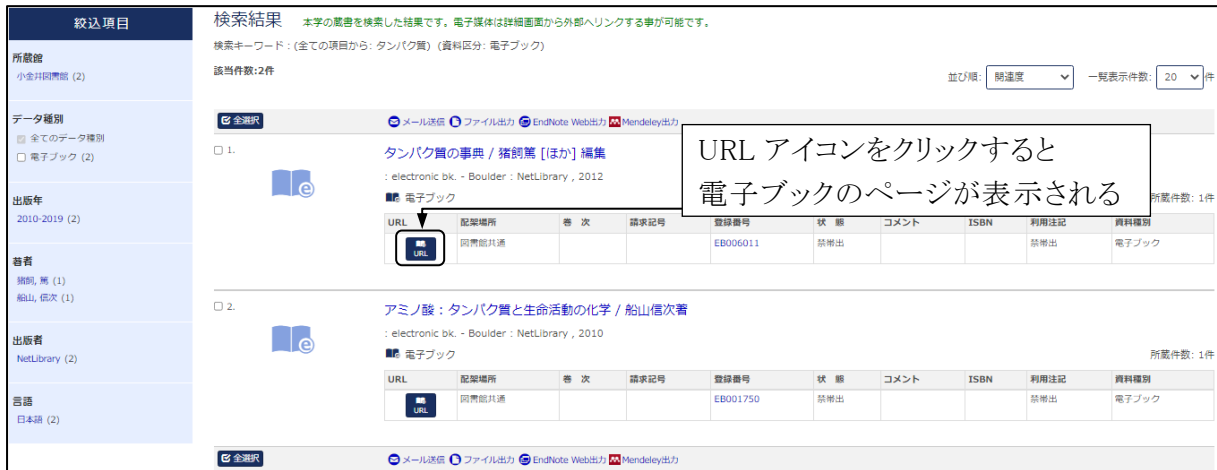 絞込項目
所蔵館
小金井図書館 (2)
データ種別
全てのデータ種別
電子ブック (2)
出版年
2010-2019 (2)
著者
猪飼, 篤 (1)
船山, 信次 (1)
出版者
NetLibrary (2)
言語
日本語 (2)
検索結果 本学の蔵書を検索した結果です。電子媒体は詳細画面から外部へリンクする事が可能です。
検索キーワード : (全ての項目から: タンパク質) (資料区分: 電子ブック)
該当件数:2件
並び順: 関連度 一覧表示件数: 20 件
全選択 メール送信 ファイル出力 EndNote Web出力 Mendeley出力
URL アイコンをクリックすると
電子ブックのページが表示される
1. タンパク質の事典 / 猪飼篤 [ほか] 編集
: electronic bk. - Boulder : NetLibrary , 2012
電子ブック 所蔵件数: 1件
URL 配架場所 巻 次 請求記号 登録番号 状 態 コメント ISBN 利用注記 資料種別
URL 図書館共通 EB006011 禁帯出 禁帯出 電子ブック
2. アミノ酸 : タンパク質と生命活動の化学 / 船山信次著
: electronic bk. - Boulder : NetLibrary , 2010
電子ブック 所蔵件数: 1件
URL 配架場所 巻 次 請求記号 登録番号 状 態 コメント ISBN 利用注記 資料種別
URL 図書館共通 EB001750 禁帯出 禁帯出 電子ブック
全選択 メール送信 ファイル出力 EndNote Web出力 Mendeley出力